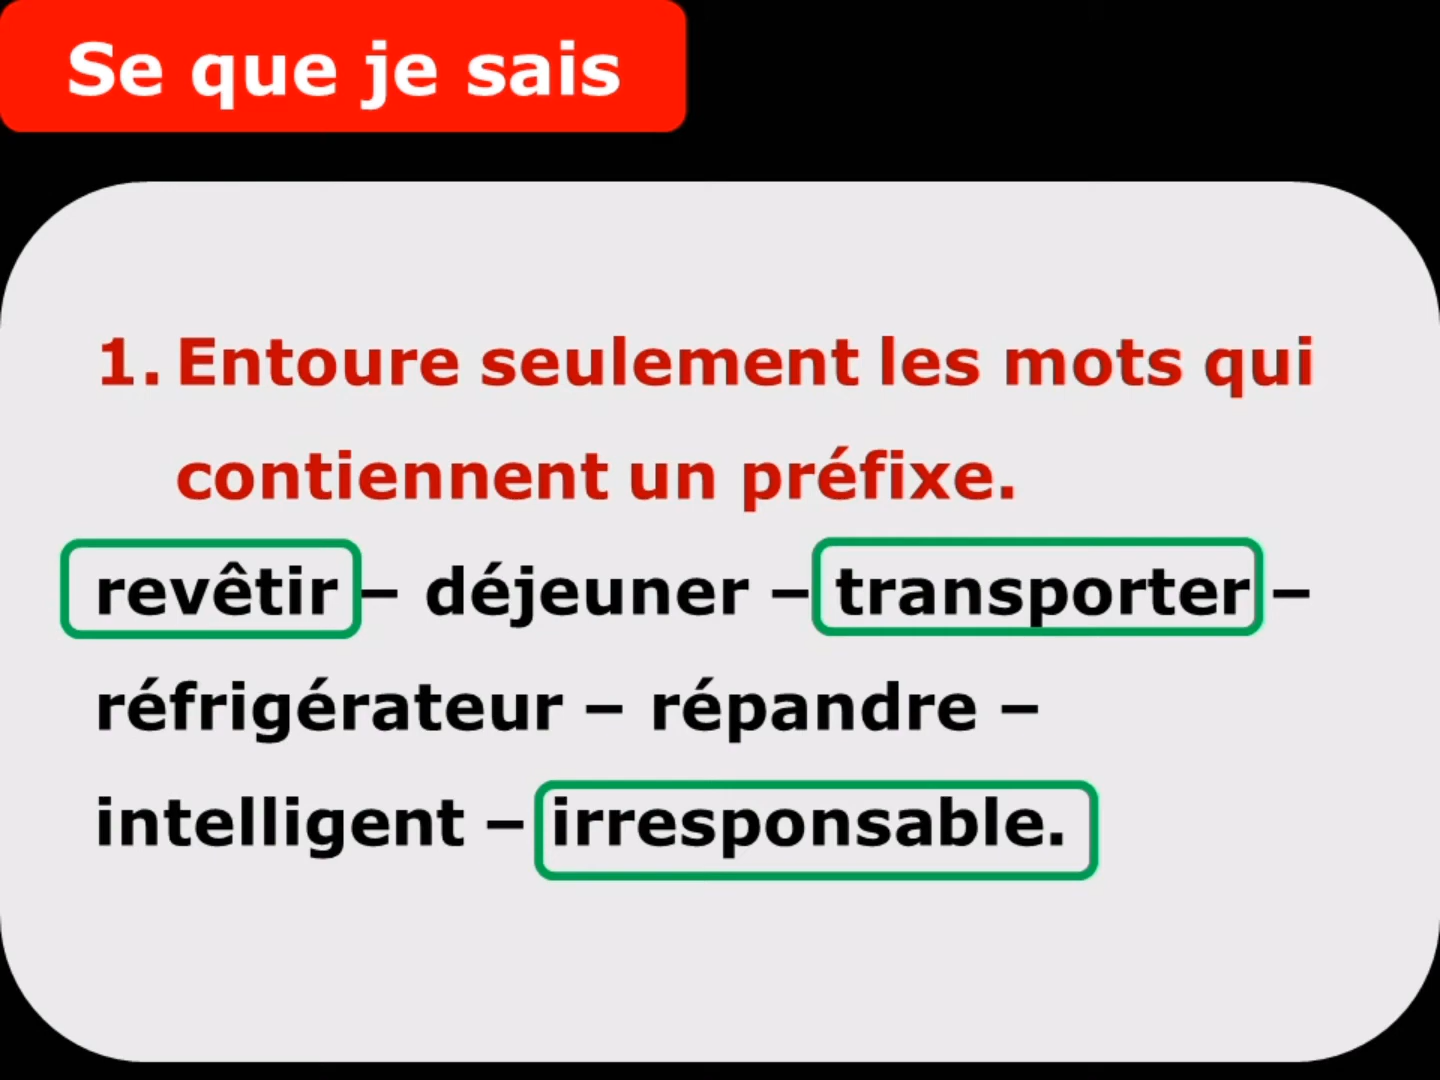 Se que je sais
1. Entoure seulement les mots qui
contiennent un préfixe.
revêtir – déjeuner – transporter –
réfrigérateur – répandre –
intelligent – irresponsable.